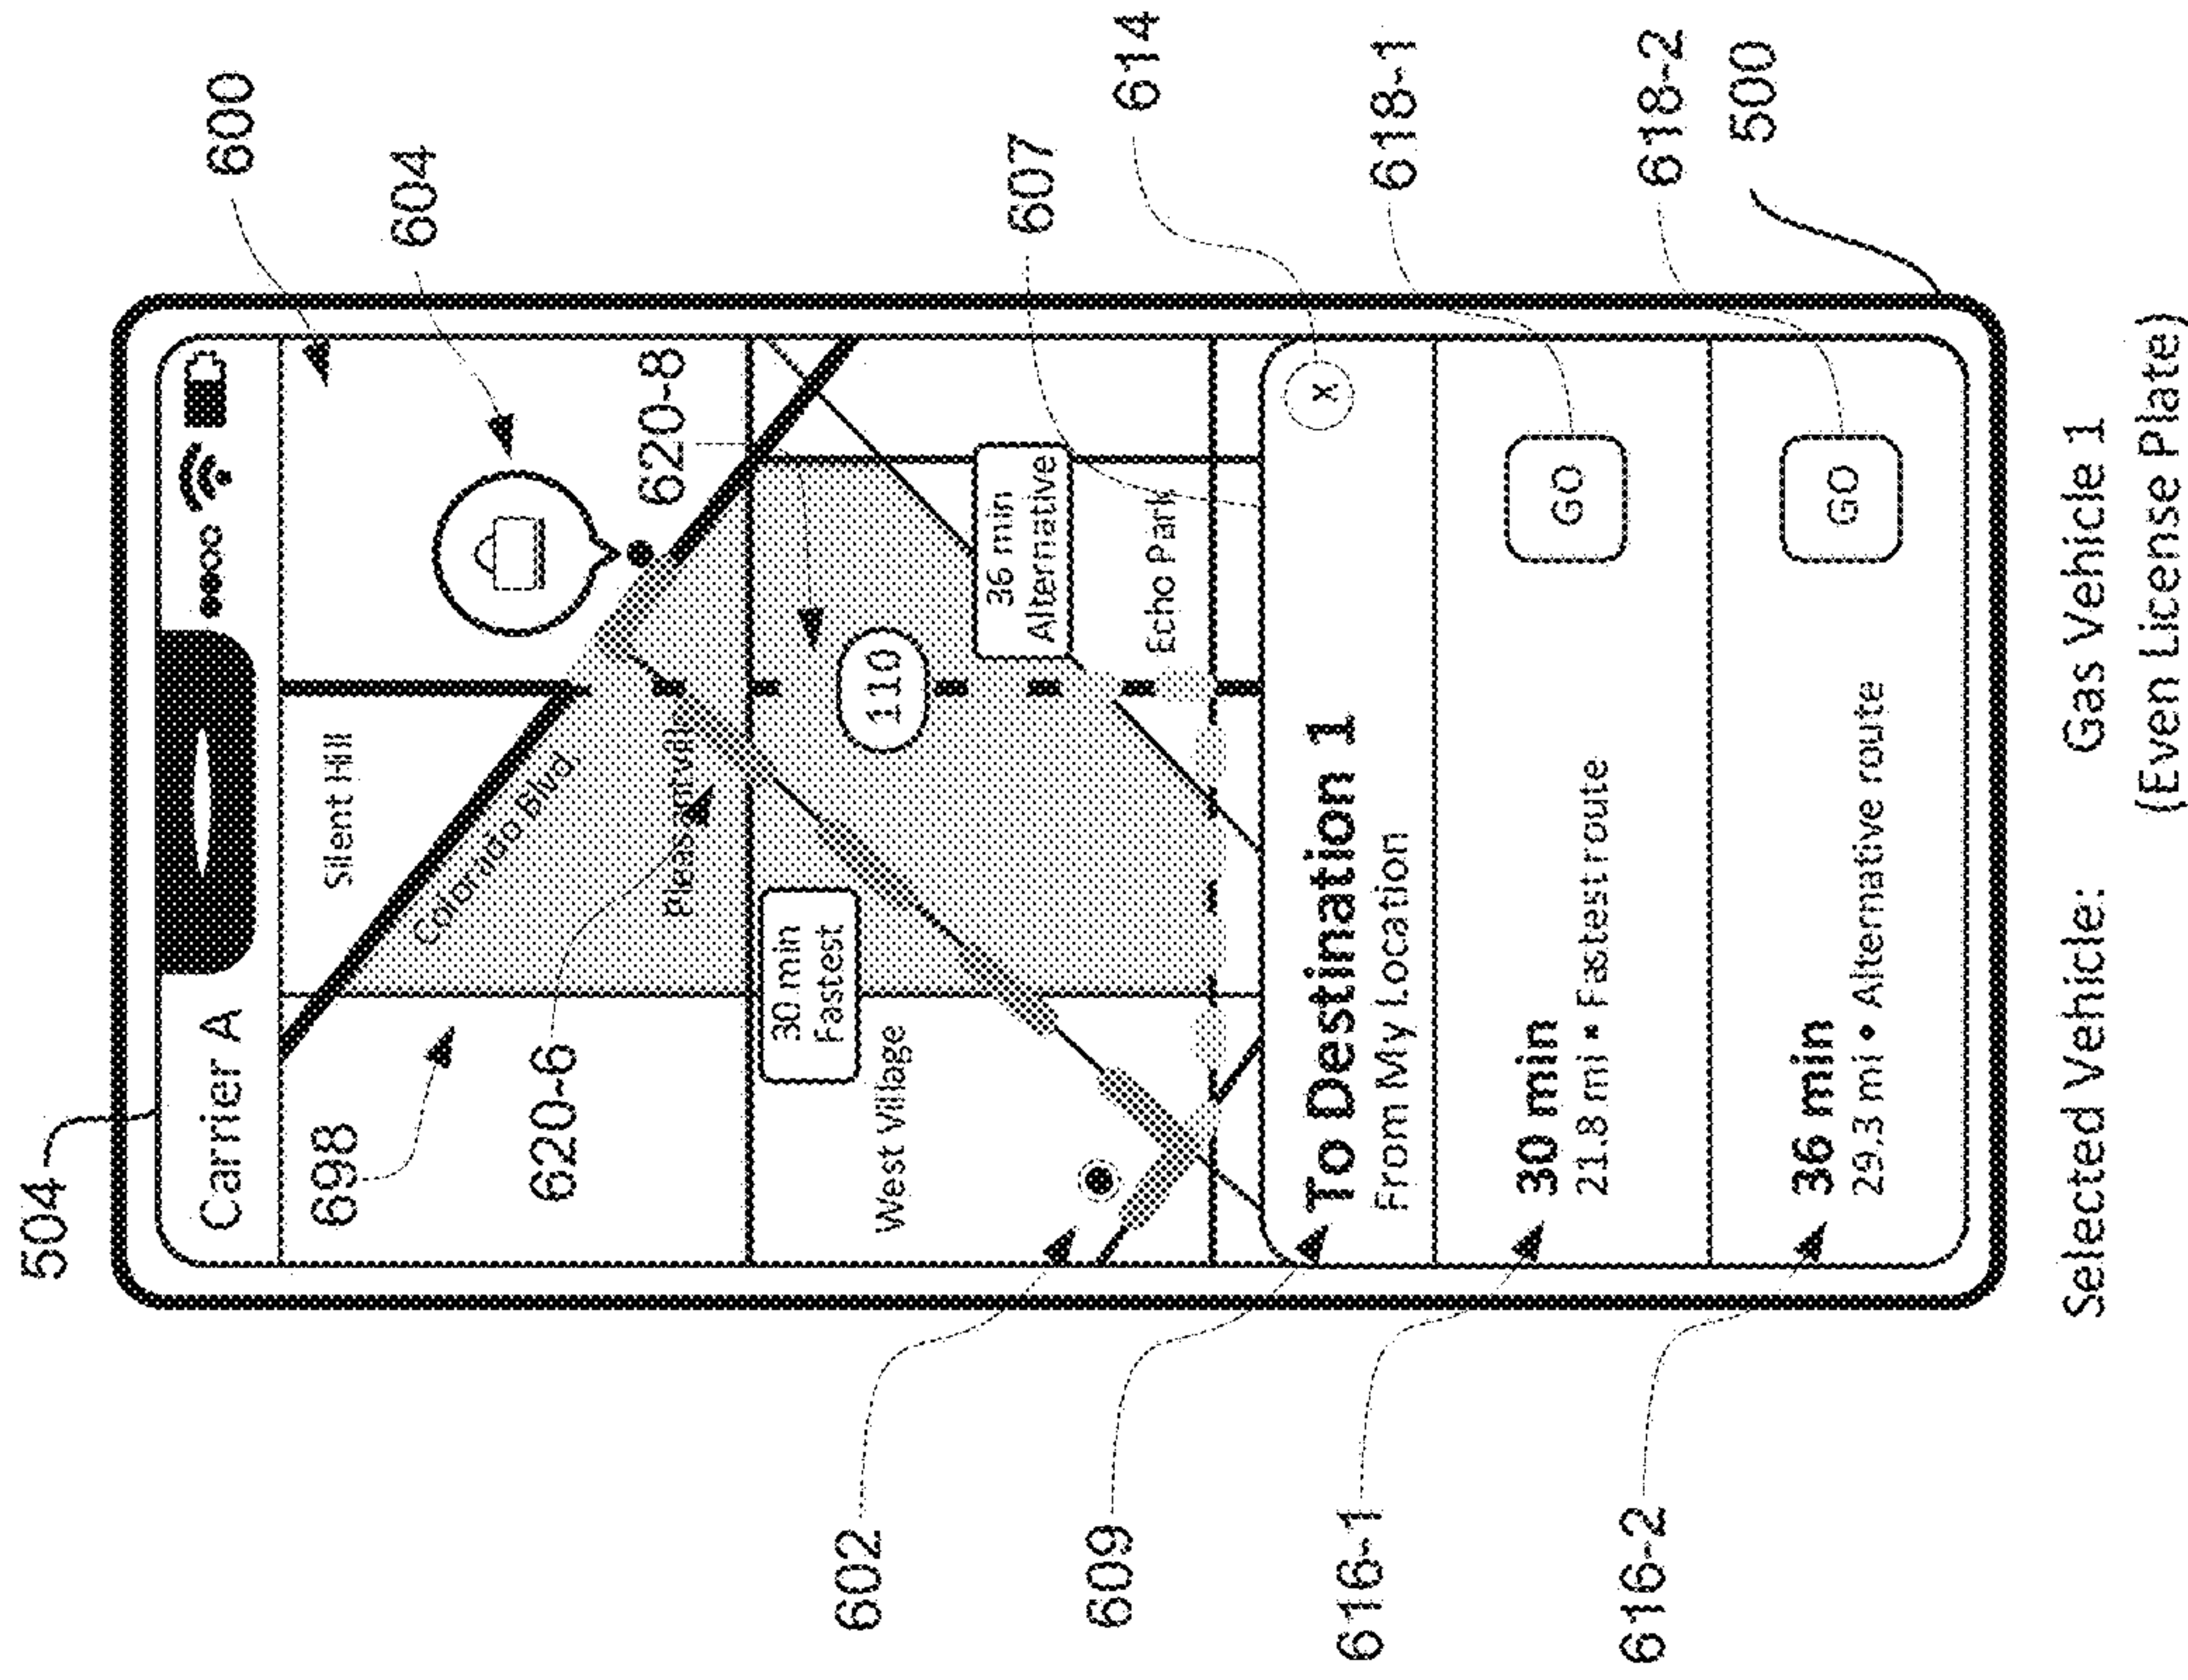 504
Carrier A
600
698
Silent Hill
604
Colorado Blvd.
620-6
620-8
Pleasantville
30 min
Fastest
110
West Village
36 min
Alternative
Echo Park
602
607
609
To Destination 1
X
614
From My Location
616-1
30 min
GO
618-1
21.8 mi • Fastest route
616-2
36 min
GO
618-2
29.3 mi • Alternative route
500
Selected Vehicle: Gas Vehicle 1
(Even License Plate)